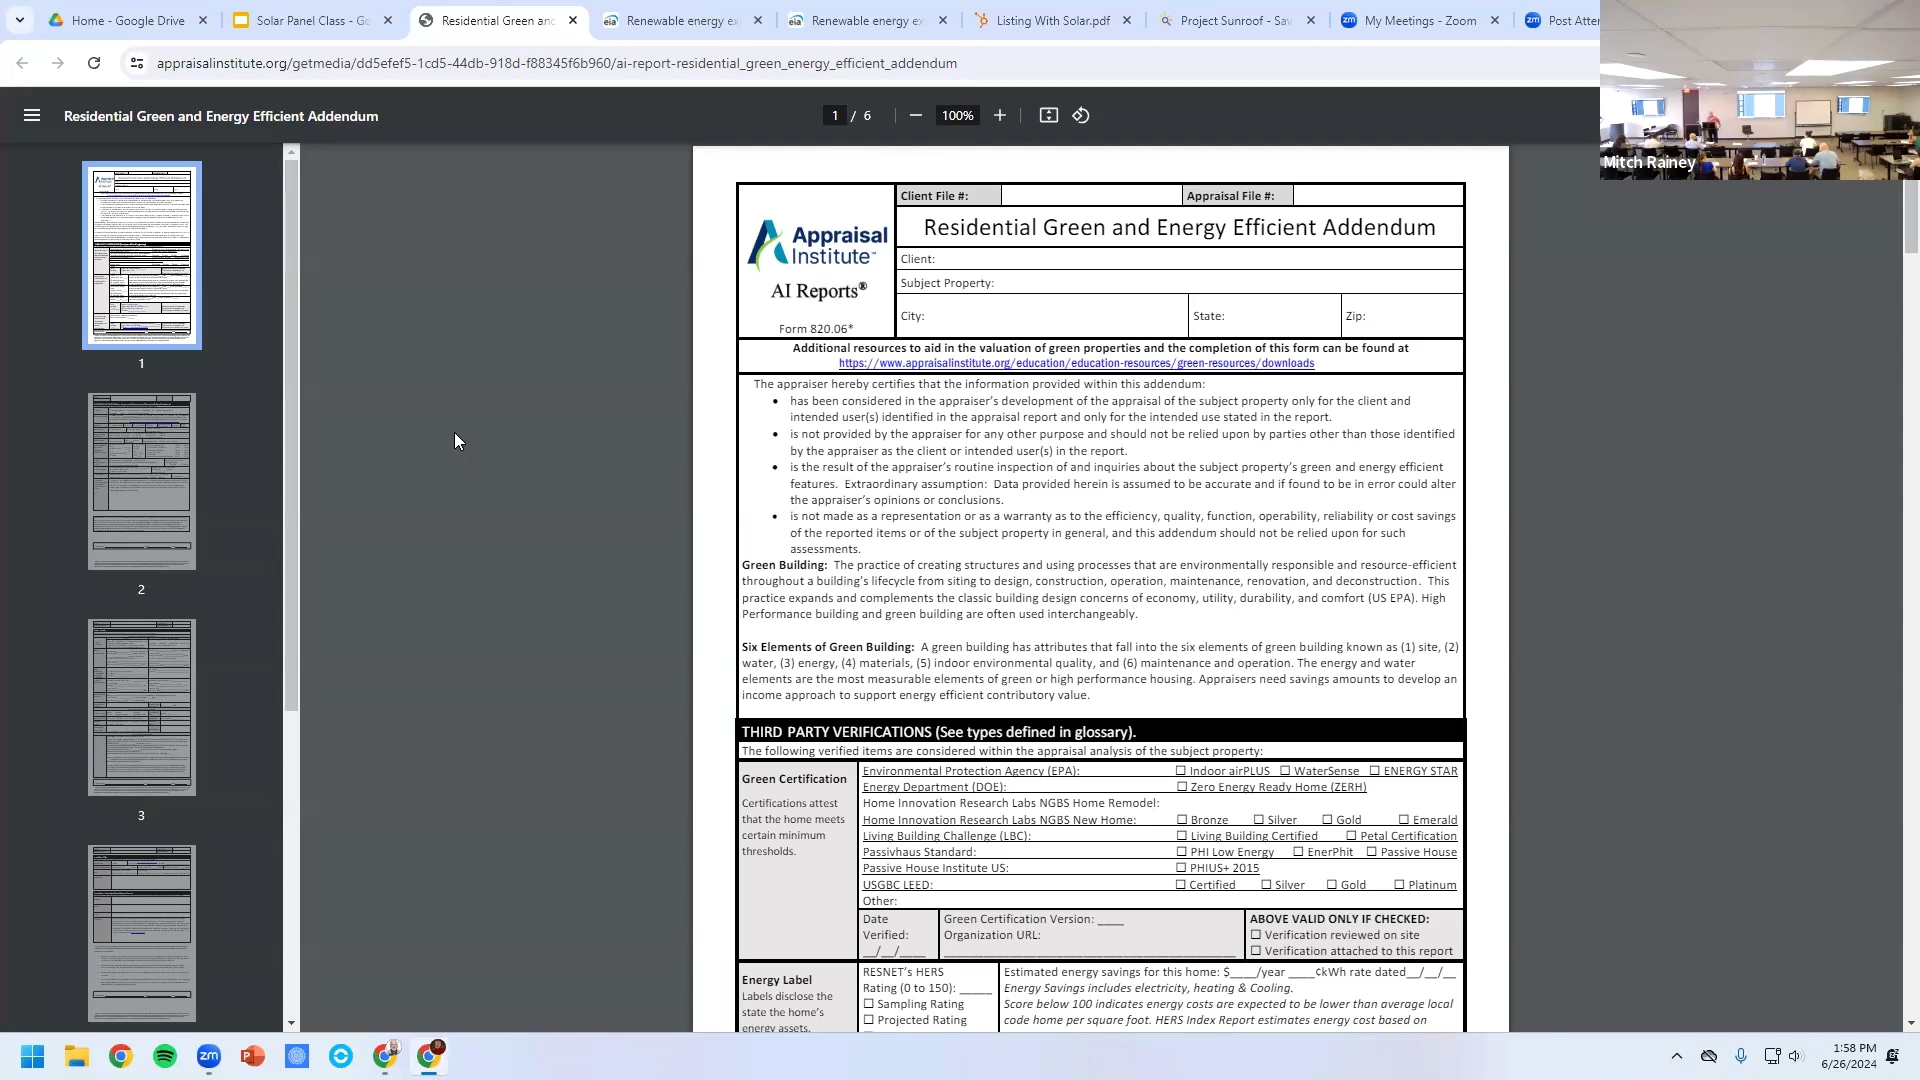 Home - Google Drive
Solar Panel Class - Go
Residential Green and
Renewable energy ex
Renewable energy ex
Listing With Solar.pdf
Project Sunroof - Sav
My Meetings - Zoom
Post Atter
appraisalinstitute.org/getmedia/dd5efef5-1cd5-44db-918d-f88345f6b960/ai-report-residential_green_energy_efficient_addendum
Residential Green and Energy Efficient Addendum
1 / 6
100%
Mitch Rainey
1
2
3
Client File #:
Appraisal File #:
Appraisal Institute™
AI Reports®
Form 820.06*
Residential Green and Energy Efficient Addendum
Client:
Subject Property:
City:
State:
Zip:
Additional resources to aid in the valuation of green properties and the completion of this form can be found at
https://www.appraisalinstitute.org/education/education-resources/green-resources/downloads
The appraiser hereby certifies that the information provided within this addendum:
• has been considered in the appraiser's development of the appraisal of the subject property only for the client and
intended user(s) identified in the appraisal report and only for the intended use stated in the report.
• is not provided by the appraiser for any other purpose and should not be relied upon by parties other than those identified
by the appraiser as the client or intended user(s) in the report.
• is the result of the appraiser's routine inspection of and inquiries about the subject property's green and energy efficient
features. Extraordinary assumption: Data provided herein is assumed to be accurate and if found to be in error could alter
the appraiser's opinions or conclusions.
• is not made as a representation or as a warranty as to the efficiency, quality, function, operability, reliability or cost savings
of the reported items or of the subject property in general, and this addendum should not be relied upon for such
assessments.
Green Building: The practice of creating structures and using processes that are environmentally responsible and resource-efficient
throughout a building's lifecycle from siting to design, construction, operation, maintenance, renovation, and deconstruction. This
practice expands and complements the classic building design concerns of economy, utility, durability, and comfort (US EPA). High
Performance building and green building are often used interchangeably.
Six Elements of Green Building: A green building has attributes that fall into the six elements of green building known as (1) site, (2)
water, (3) energy, (4) materials, (5) indoor environmental quality, and (6) maintenance and operation. The energy and water
elements are the most measurable elements of green or high performance housing. Appraisers need savings amounts to develop an
income approach to support energy efficient contributory value.
THIRD PARTY VERIFICATIONS (See types defined in glossary).
The following verified items are considered within the appraisal analysis of the subject property:
Green Certification
Certifications attest
that the home meets
certain minimum
thresholds.
Environmental Protection Agency (EPA): ☐ Indoor airPLUS ☐ WaterSense ☐ ENERGY STAR
Energy Department (DOE): ☐ Zero Energy Ready Home (ZERH)
Home Innovation Research Labs NGBS Home Remodel:
Home Innovation Research Labs NGBS New Home: ☐ Bronze ☐ Silver ☐ Gold ☐ Emerald
Living Building Challenge (LBC): ☐ Living Building Certified ☐ Petal Certification
Passivhaus Standard: ☐ PHI Low Energy ☐ EnerPhit ☐ Passive House
Passive House Institute US: ☐ PHIUS+ 2015
USGBC LEED: ☐ Certified ☐ Silver ☐ Gold ☐ Platinum
Other:
Date
Verified:
__/__/____
Green Certification Version: ____
Organization URL:
ABOVE VALID ONLY IF CHECKED:
☐ Verification reviewed on site
☐ Verification attached to this report
Energy Label
Labels disclose the
state the home's
energy assets.
RESNET's HERS
Rating (0 to 150): _____
☐ Sampling Rating
☐ Projected Rating
Estimated energy savings for this home: $____/year ____¢kWh rate dated__/__/__
Energy Savings includes electricity, heating & Cooling.
Score below 100 indicates energy costs are expected to be lower than average local
code home per square foot. HERS Index Report estimates energy cost based on
1:58 PM
6/26/2024